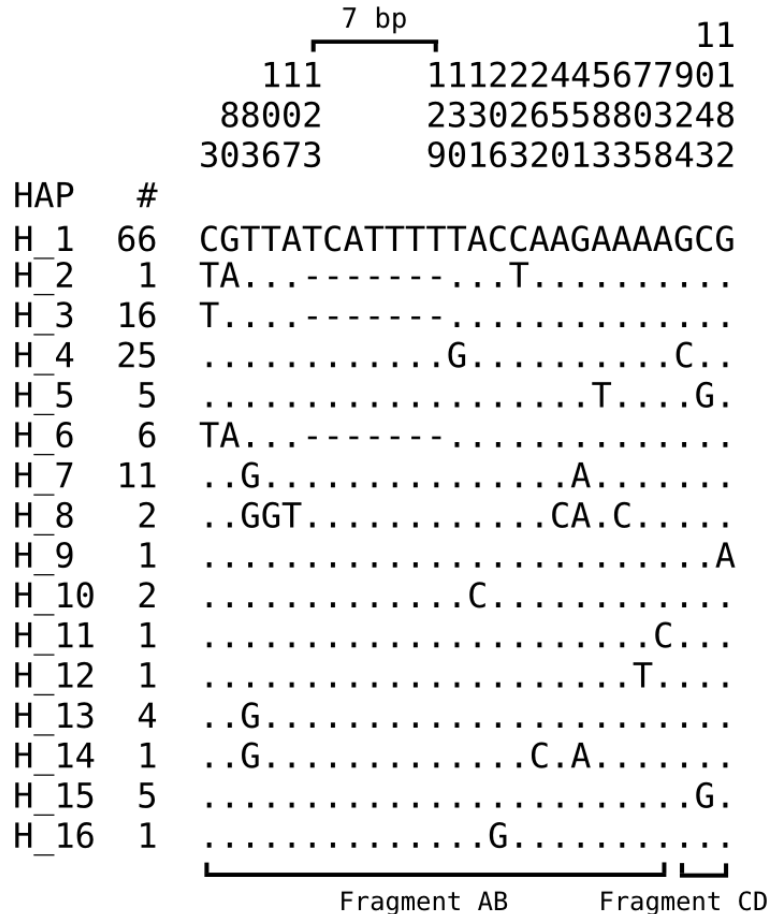 7 bp
11
111 111222445677901
88002 233026558803248
303673 901632013358432
HAP #
H_1 66 CGTTATCATTTTTACCAAGAAAAGCG
H_2 1 TA...-------...T..........
H_3 16 T....-------..............
H_4 25 ............G..........C..
H_5 5 ...................T....G.
H_6 6 TA...-------..............
H_7 11 ..G...............A.......
H_8 2 ..GGT............CA.C.....
H_9 1 .........................A
H_10 2 .............C............
H_11 1 ......................C...
H_12 1 .....................T....
H_13 4 ..G.......................
H_14 1 ..G.............C.A.......
H_15 5 ........................G.
H_16 1 ..............G...........
Fragment AB Fragment CD